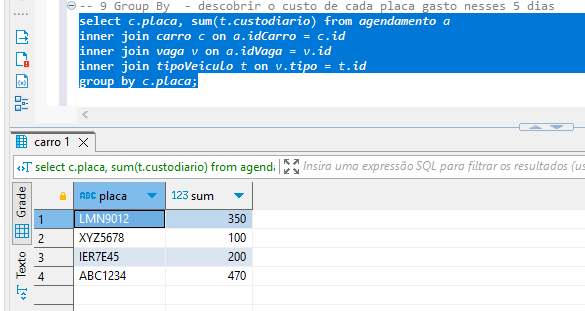 -- 9 Group By - descobrir o custo de cada placa gasto nesses 5 dias
select c.placa, sum(t.custodiario) from agendamento a
inner join carro c on a.idCarro = c.id
inner join vaga v on a.idVaga = v.id
inner join tipoVeiculo t on v.tipo = t.id
group by c.placa;
carro 1
select c.placa, sum(t.custodiario) from agenda
Insira uma expressão SQL para filtrar os resultados (us
Grade
Texto
ABC placa
123 sum
1 LMN9012 350
2 XYZ5678 100
3 IER7E45 200
4 ABC1234 470